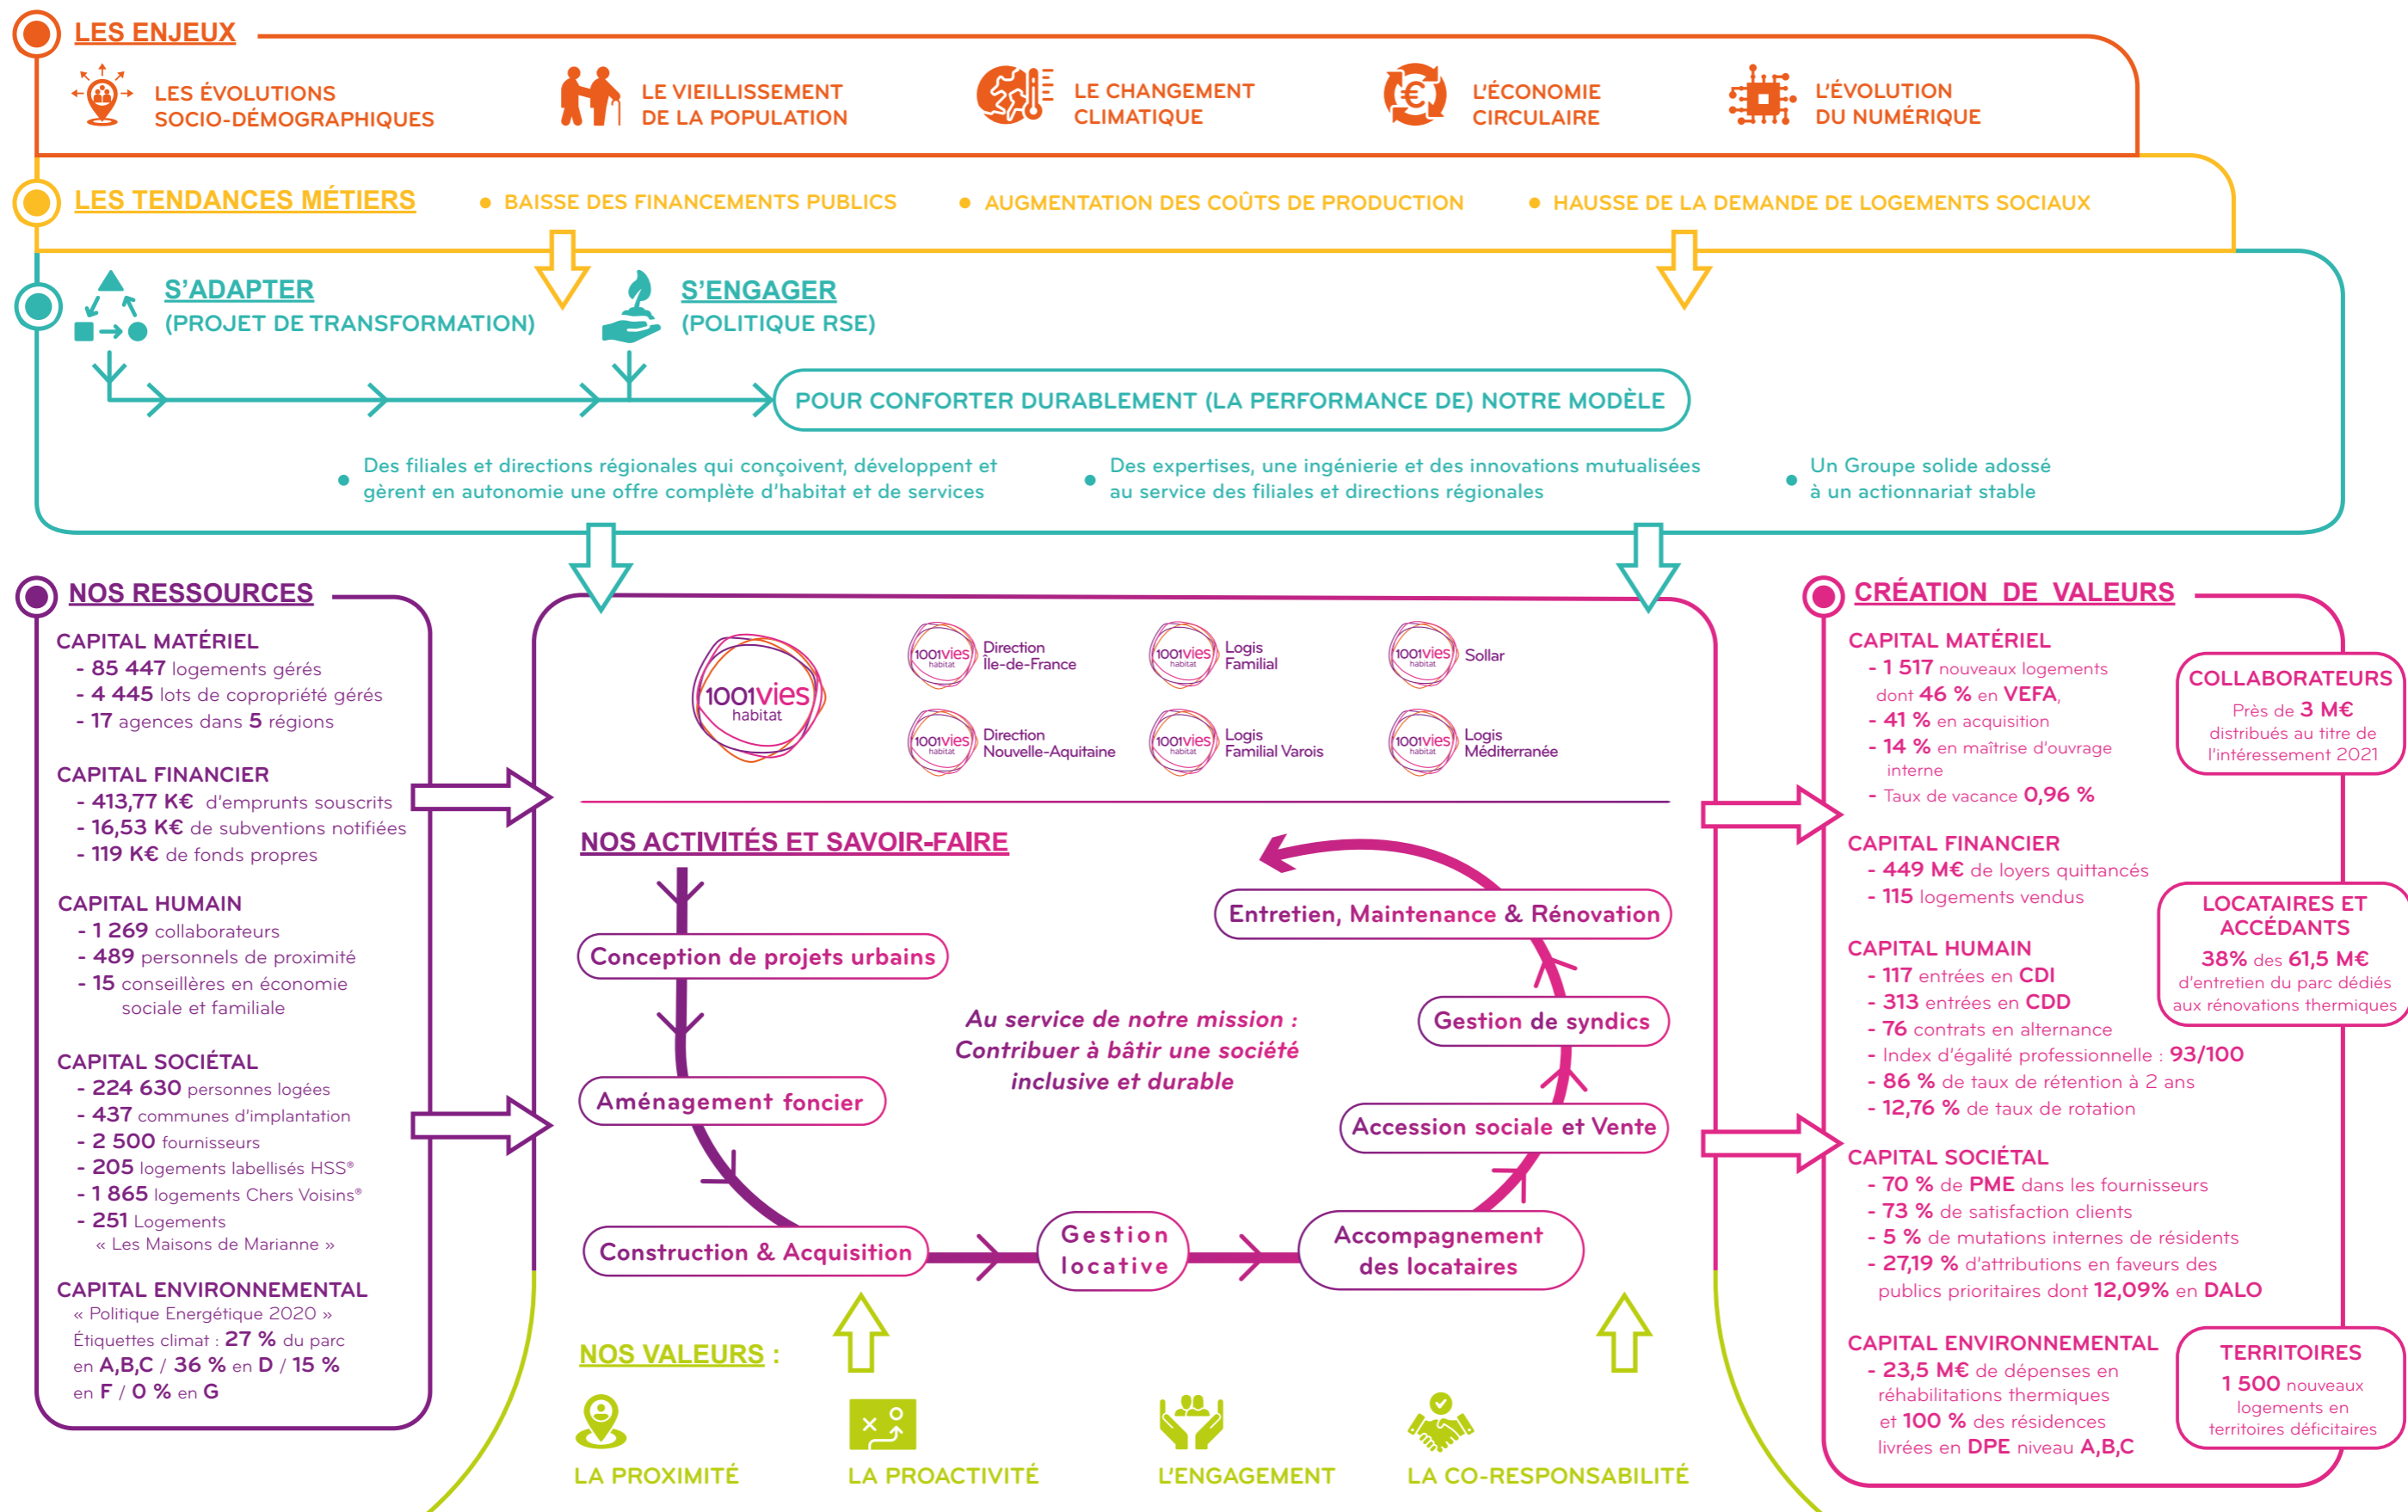 LES ENJEUX
LES ÉVOLUTIONS
SOCIO-DÉMOGRAPHIQUES
LE VIEILLISSEMENT
DE LA POPULATION
LE CHANGEMENT
CLIMATIQUE
L'ÉCONOMIE
CIRCULAIRE
L'ÉVOLUTION
DU NUMÉRIQUE
LES TENDANCES MÉTIERS
• BAISSE DES FINANCEMENTS PUBLICS
• AUGMENTATION DES COÛTS DE PRODUCTION
• HAUSSE DE LA DEMANDE DE LOGEMENTS SOCIAUX
S'ADAPTER
(PROJET DE TRANSFORMATION)
S'ENGAGER
(POLITIQUE RSE)
POUR CONFORTER DURABLEMENT (LA PERFORMANCE DE) NOTRE MODÈLE
• Des filiales et directions régionales qui conçoivent, développent et
gèrent en autonomie une offre complète d'habitat et de services
• Des expertises, une ingénierie et des innovations mutualisées
au service des filiales et directions régionales
• Un Groupe solide adossé
à un actionnariat stable
NOS RESSOURCES
CAPITAL MATÉRIEL
- 85 447 logements gérés
- 4 445 lots de copropriété gérés
- 17 agences dans 5 régions
CAPITAL FINANCIER
- 413,77 K€ d'emprunts souscrits
- 16,53 K€ de subventions notifiées
- 119 K€ de fonds propres
CAPITAL HUMAIN
- 1 269 collaborateurs
- 489 personnels de proximité
- 15 conseillères en économie
sociale et familiale
CAPITAL SOCIÉTAL
- 224 630 personnes logées
- 437 communes d'implantation
- 2 500 fournisseurs
- 205 logements labellisés HSS®
- 1 865 logements Chers Voisins®
- 251 Logements
« Les Maisons de Marianne »
CAPITAL ENVIRONNEMENTAL
« Politique Energétique 2020 »
Étiquettes climat : 27 % du parc
en A,B,C / 36 % en D / 15 %
en F / 0 % en G
1001vies
habitat
1001vies
habitat
Direction
Île-de-France
1001vies
habitat
Logis
Familial
1001vies
habitat
Sollar
1001vies
habitat
Direction
Nouvelle-Aquitaine
1001vies
habitat
Logis
Familial Varois
1001vies
habitat
Logis
Méditerranée
NOS ACTIVITÉS ET SAVOIR-FAIRE
Conception de projets urbains
Aménagement foncier
Construction & Acquisition
Gestion
locative
Accompagnement
des locataires
Accession sociale et Vente
Gestion de syndics
Entretien, Maintenance & Rénovation
Au service de notre mission :
Contribuer à bâtir une société
inclusive et durable
NOS VALEURS :
LA PROXIMITÉ
LA PROACTIVITÉ
L'ENGAGEMENT
LA CO-RESPONSABILITÉ
CRÉATION DE VALEURS
CAPITAL MATÉRIEL
- 1 517 nouveaux logements
dont 46 % en VEFA,
- 41 % en acquisition
- 14 % en maîtrise d'ouvrage
interne
- Taux de vacance 0,96 %
CAPITAL FINANCIER
- 449 M€ de loyers quittancés
- 115 logements vendus
CAPITAL HUMAIN
- 117 entrées en CDI
- 313 entrées en CDD
- 76 contrats en alternance
- Index d'égalité professionnelle : 93/100
- 86 % de taux de rétention à 2 ans
- 12,76 % de taux de rotation
CAPITAL SOCIÉTAL
- 70 % de PME dans les fournisseurs
- 73 % de satisfaction clients
- 5 % de mutations internes de résidents
- 27,19 % d'attributions en faveurs des
publics prioritaires dont 12,09% en DALO
CAPITAL ENVIRONNEMENTAL
- 23,5 M€ de dépenses en
réhabilitations thermiques
et 100 % des résidences
livrées en DPE niveau A,B,C
COLLABORATEURS
Près de 3 M€
distribués au titre de
l'intéressement 2021
LOCATAIRES ET
ACCÉDANTS
38% des 61,5 M€
d'entretien du parc dédiés
aux rénovations thermiques
TERRITOIRES
1 500 nouveaux
logements en
territoires déficitaires